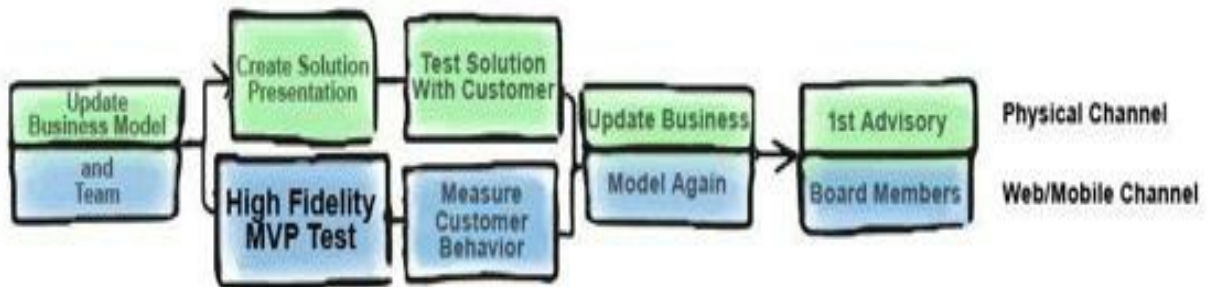 Update
Business Model
and
Team
Create Solution
Presentation
Test Solution
With Customer
High Fidelity
MVP Test
Measure
Customer
Behavior
Update Business
Model Again
1st Advisory
Board Members
Physical Channel
Web/Mobile Channel